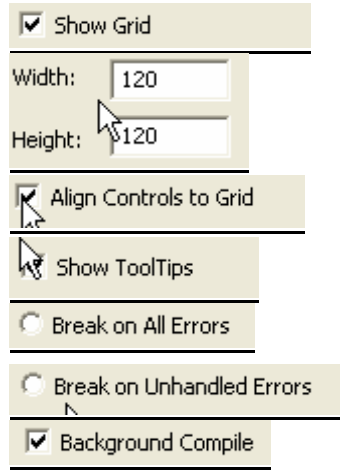 Show Grid
Width: 120
Height: 120
Align Controls to Grid
Show ToolTips
Break on All Errors
Break on Unhandled Errors
Background Compile